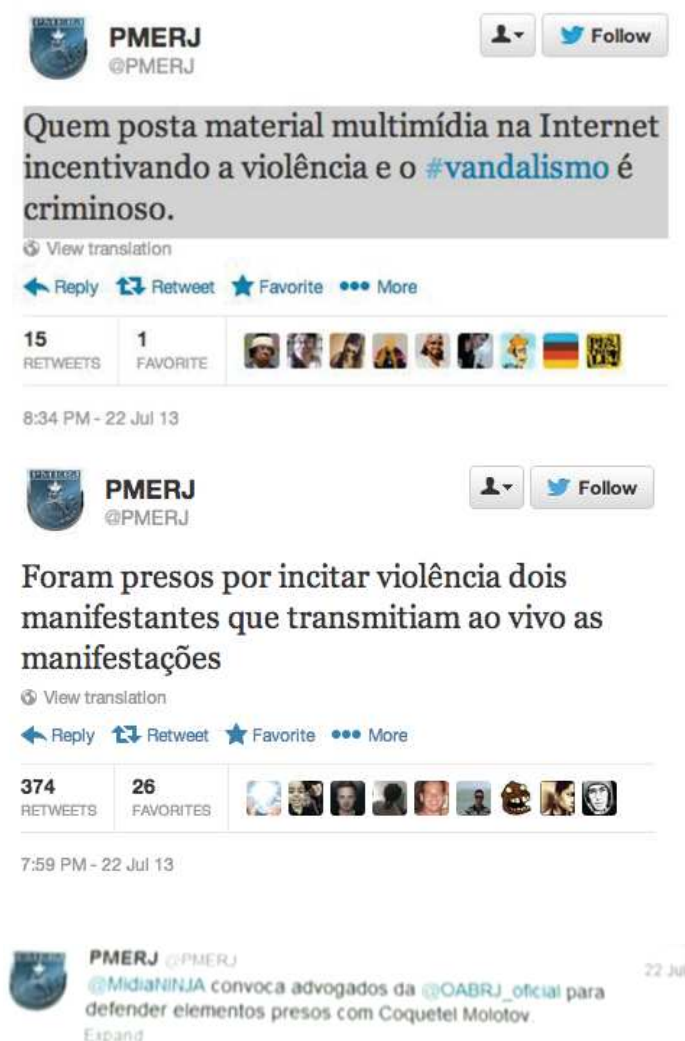 PMERJ
PMERJ
@PMERJ
Follow
Quem posta material multimídia na Internet
incentivando a violência e o #vandalismo é
criminoso.
View translation
Reply Retweet Favorite More
15
RETWEETS
1
FAVORITE
8:34 PM - 22 Jul 13
PMERJ
PMERJ
@PMERJ
Follow
Foram presos por incitar violência dois
manifestantes que transmitiam ao vivo as
manifestações
View translation
Reply Retweet Favorite More
374
RETWEETS
26
FAVORITES
7:59 PM - 22 Jul 13
PMERJ @PMERJ
22 Jul
@MidiaNINJA convoca advogados da @OABRJ_oficial para
defender elementos presos com Coquetel Molotov.
Expand